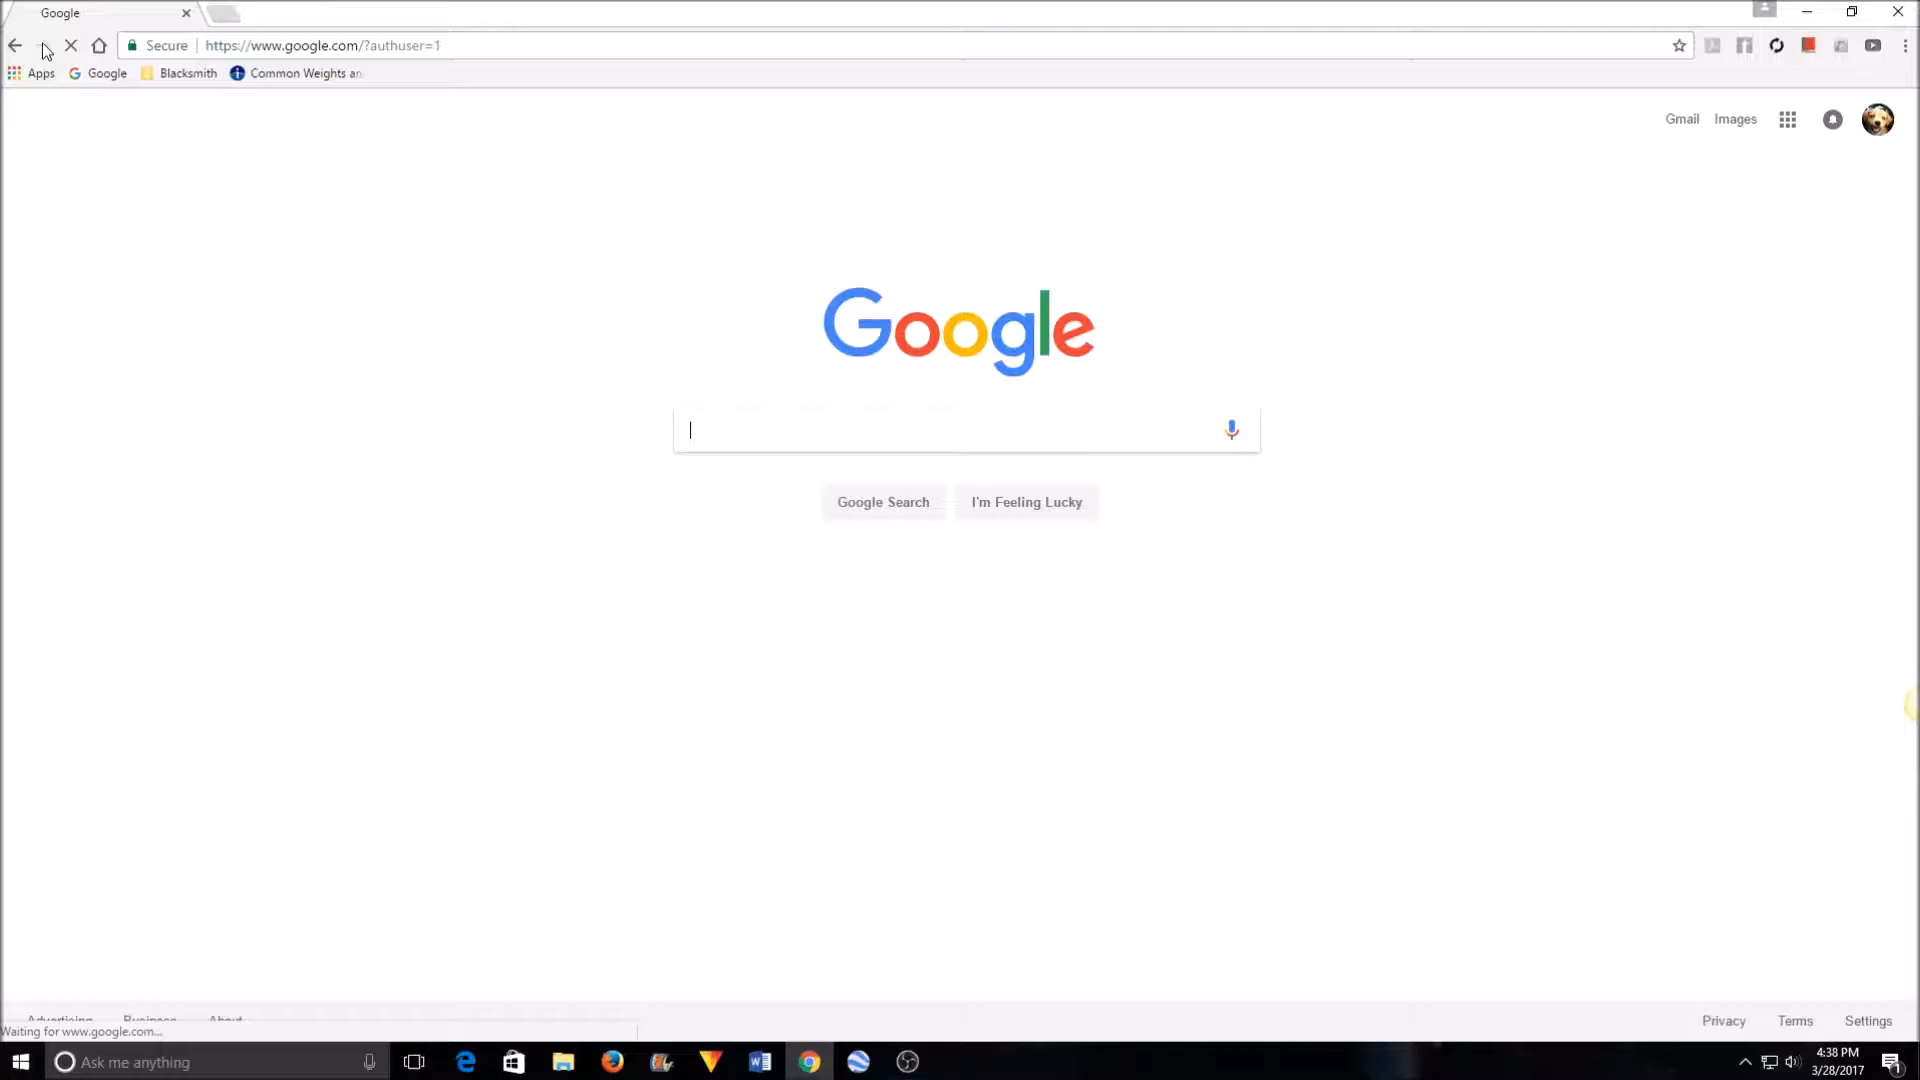 Google
Secure https://www.google.com/?authuser=1
Apps Google Blacksmith Common Weights an
Gmail Images
Google
Google Search I'm Feeling Lucky
Advertising Business About
Waiting for www.google.com...
Privacy Terms Settings
Ask me anything
4:38 PM
3/28/2017
1